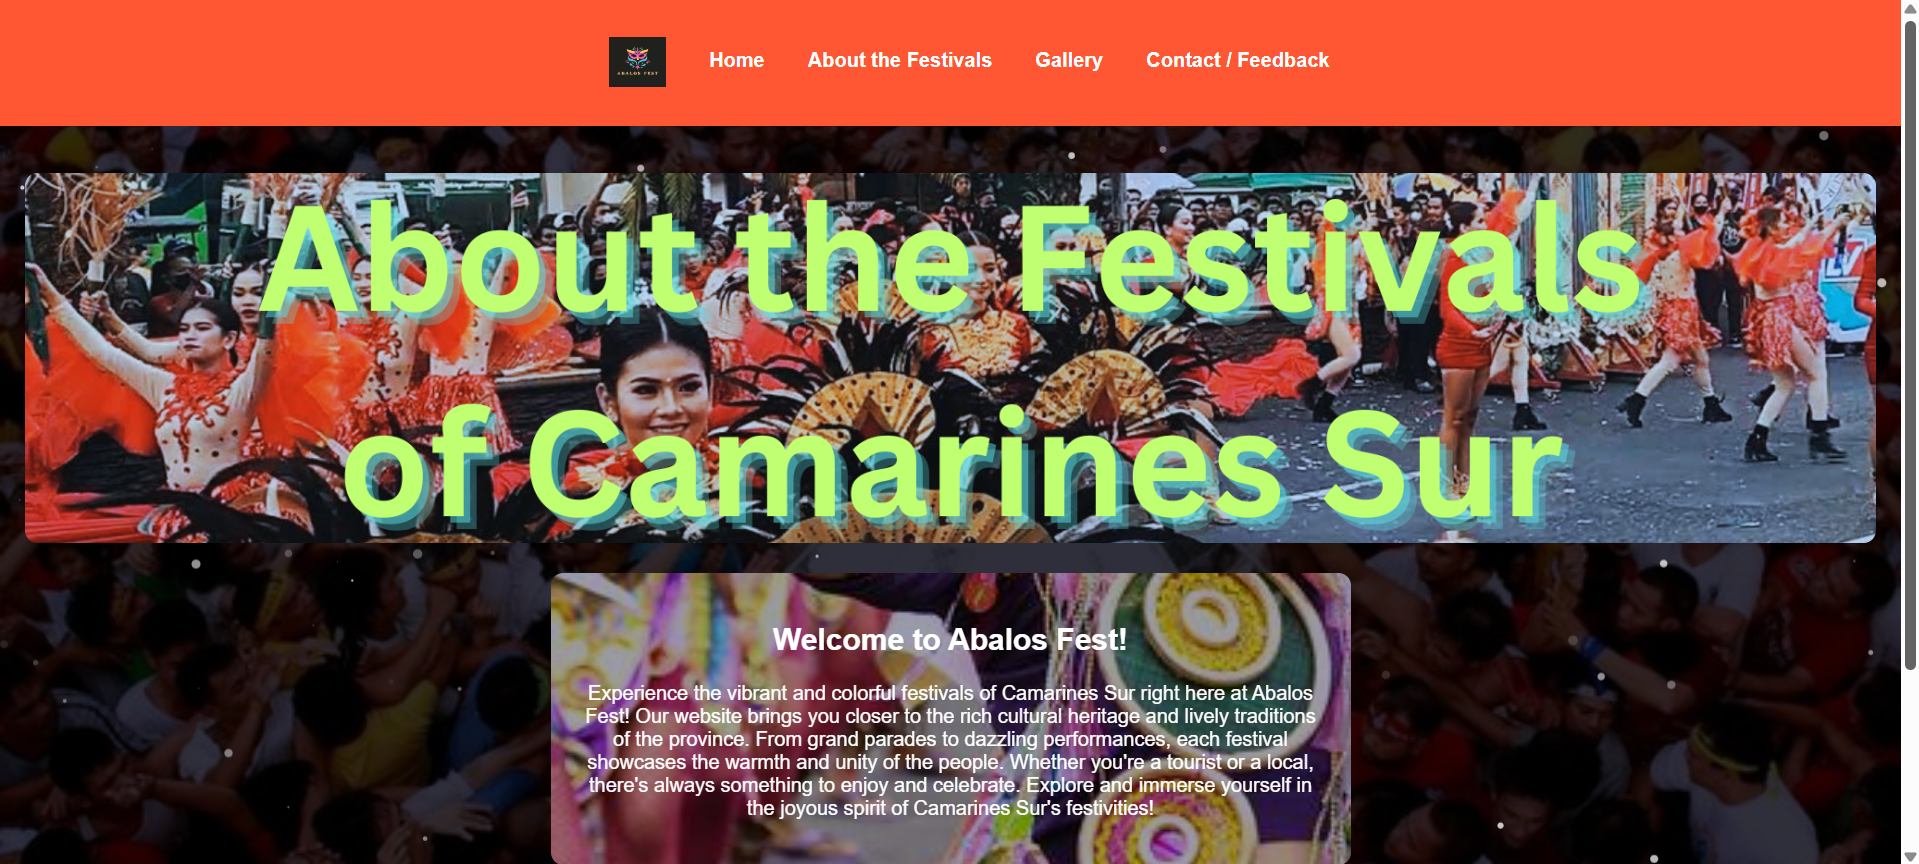 ABALOS FEST
Home
About the Festivals
Gallery
Contact / Feedback
About the Festivals
of Camarines Sur
Welcome to Abalos Fest!
Experience the vibrant and colorful festivals of Camarines Sur right here at Abalos
Fest! Our website brings you closer to the rich cultural heritage and lively traditions
of the province. From grand parades to dazzling performances, each festival
showcases the warmth and unity of the people. Whether you're a tourist or a local,
there's always something to enjoy and celebrate. Explore and immerse yourself in
the joyous spirit of Camarines Sur's festivities!